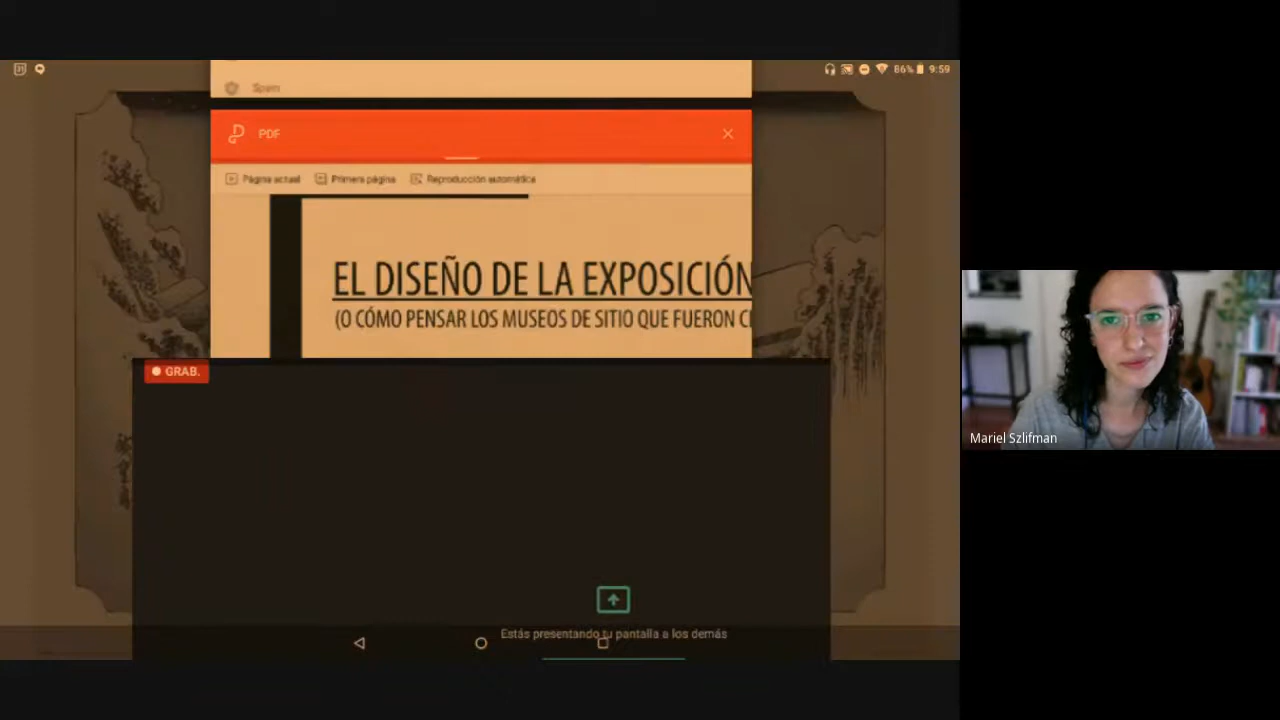 31
86%
9:59
Spam
PDF
Página actual
Primera página
Reproducción automática
EL DISEÑO DE LA EXPOSICIÓN
(O CÓMO PENSAR LOS MUSEOS DE SITIO QUE FUERON
GRAB.
Estás presentando tu pantalla a los demás
Mariel Szlifman